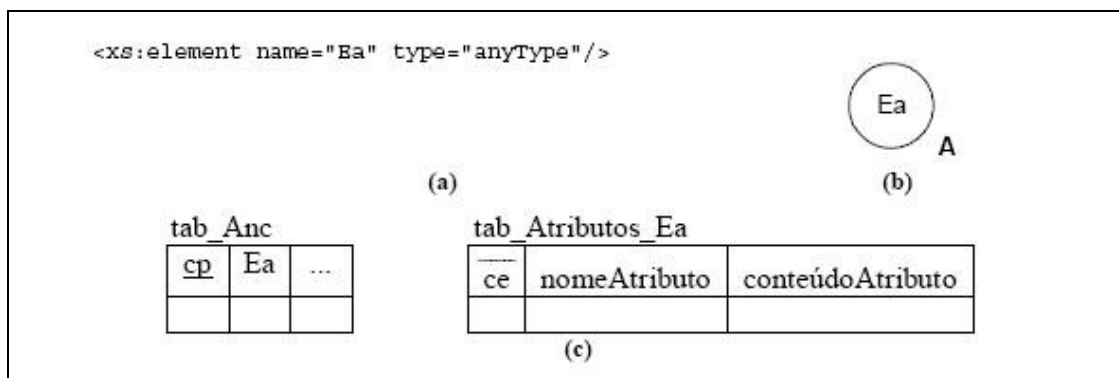 <xs:element name="Ea" type="anyType"/>
Ea
A
(a)
(b)
tab_Anc
cp Ea ...
tab_Atributos_Ea
ce nomeAtributo conteúdoAtributo
(c)